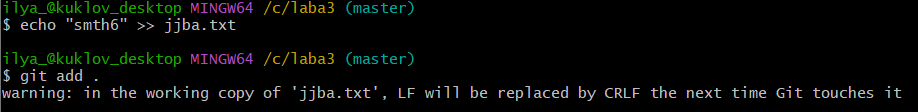 ilya_@kuklov_desktop MINGW64 /c/laba3 (master)
$ echo "smth6" >> jjba.txt
ilya_@kuklov_desktop MINGW64 /c/laba3 (master)
$ git add .
warning: in the working copy of 'jjba.txt', LF will be replaced by CRLF the next time Git touches it